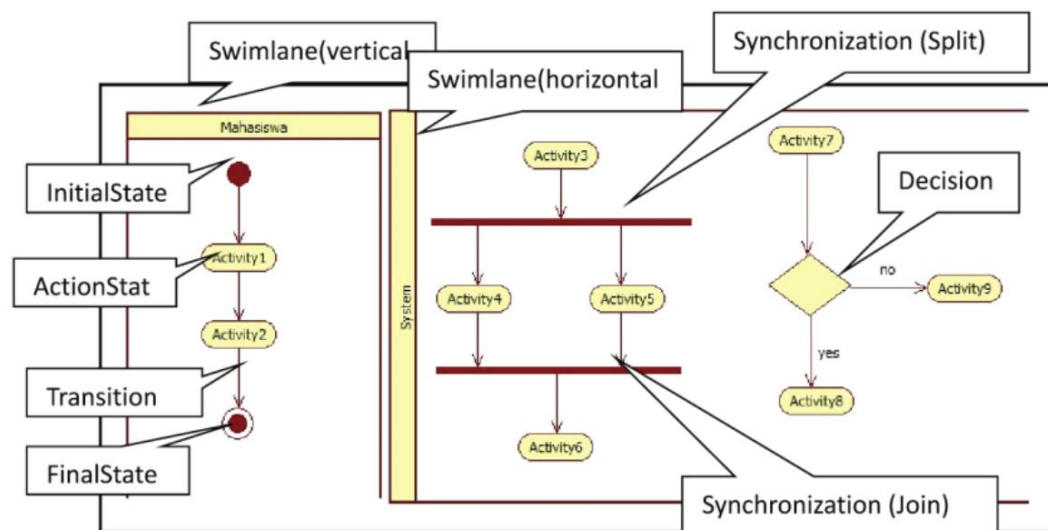 Swimlane(vertical
Swimlane(horizontal
Synchronization (Split)
Mahasiswa
InitialState
ActionStat
Activity1
Activity2
Transition
FinalState
System
Activity3
Activity4
Activity5
Activity6
Synchronization (Join)
Activity7
Decision
no
Activity9
yes
Activity8